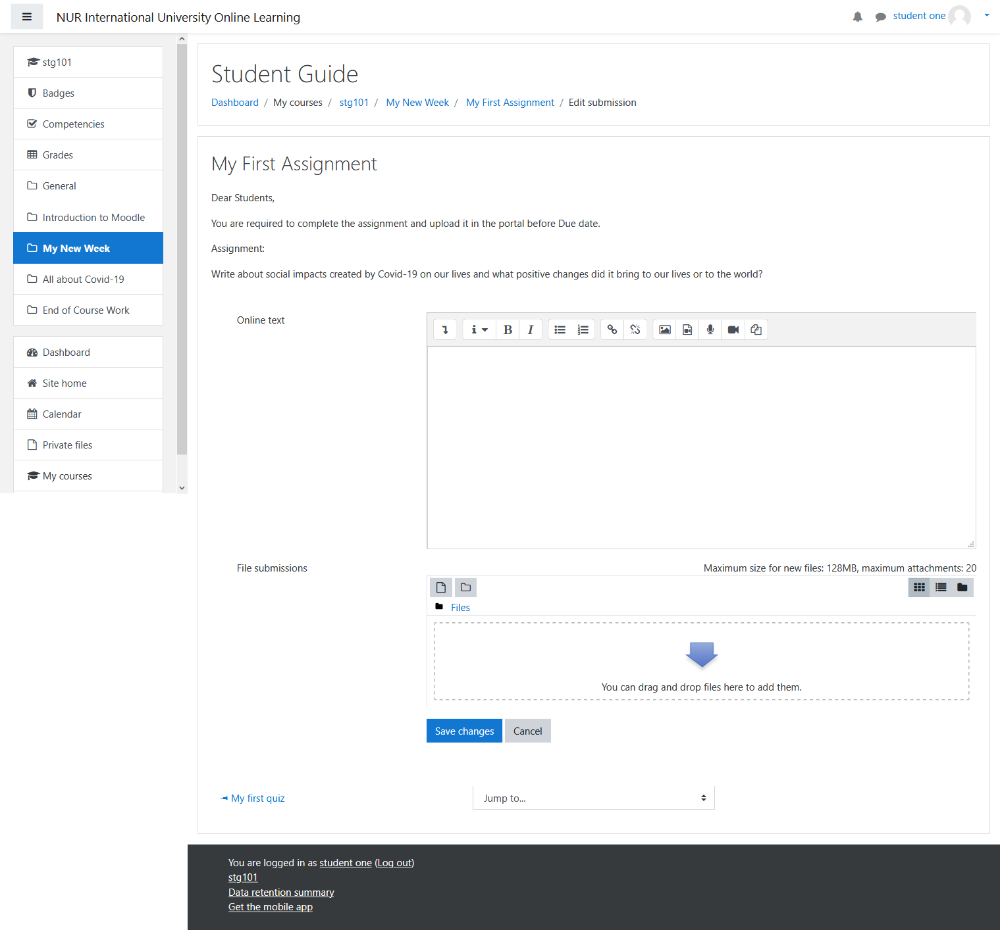 NUR International University Online Learning
student one
stg101
Badges
Competencies
Grades
General
Introduction to Moodle
My New Week
All about Covid-19
End of Course Work
Dashboard
Site home
Calendar
Private files
My courses
Student Guide
Dashboard / My courses / stg101 / My New Week / My First Assignment / Edit submission
My First Assignment
Dear Students,
You are required to complete the assignment and upload it in the portal before Due date.
Assignment:
Write about social impacts created by Covid-19 on our lives and what positive changes did it bring to our lives or to the world?
Online text
B I
File submissions
Maximum size for new files: 128MB, maximum attachments: 20
Files
You can drag and drop files here to add them.
Save changes
Cancel
My first quiz
Jump to...
You are logged in as student one (Log out)
stg101
Data retention summary
Get the mobile app